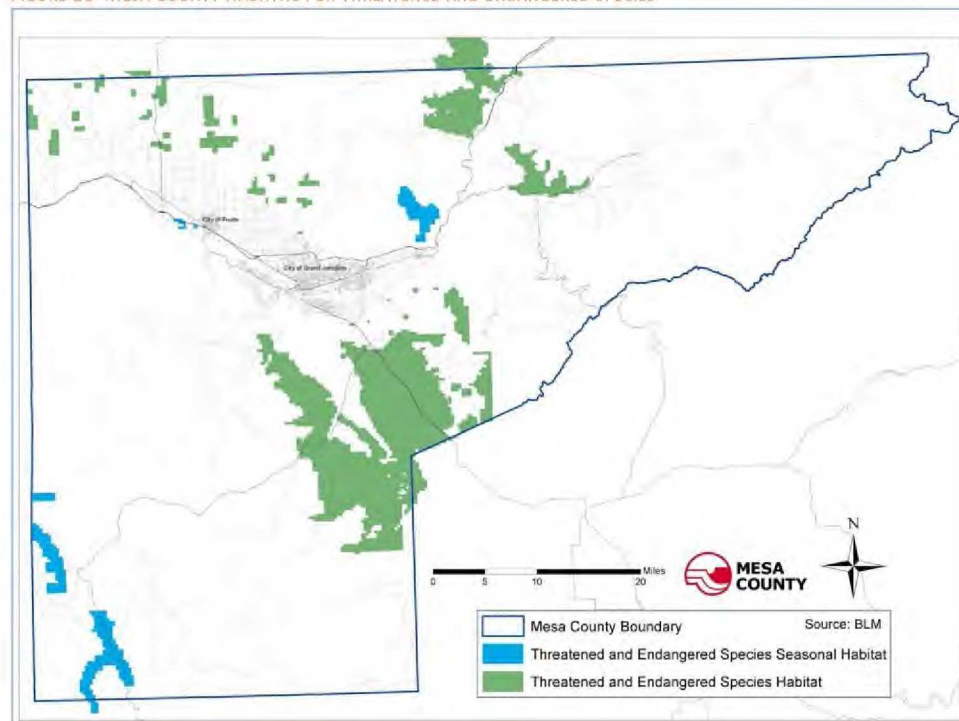 City of Fruita
City of Grand Junction
N
0 5 10 20 Miles
MESA
COUNTY
Mesa County Boundary
Source: BLM
Threatened and Endangered Species Seasonal Habitat
Threatened and Endangered Species Habitat